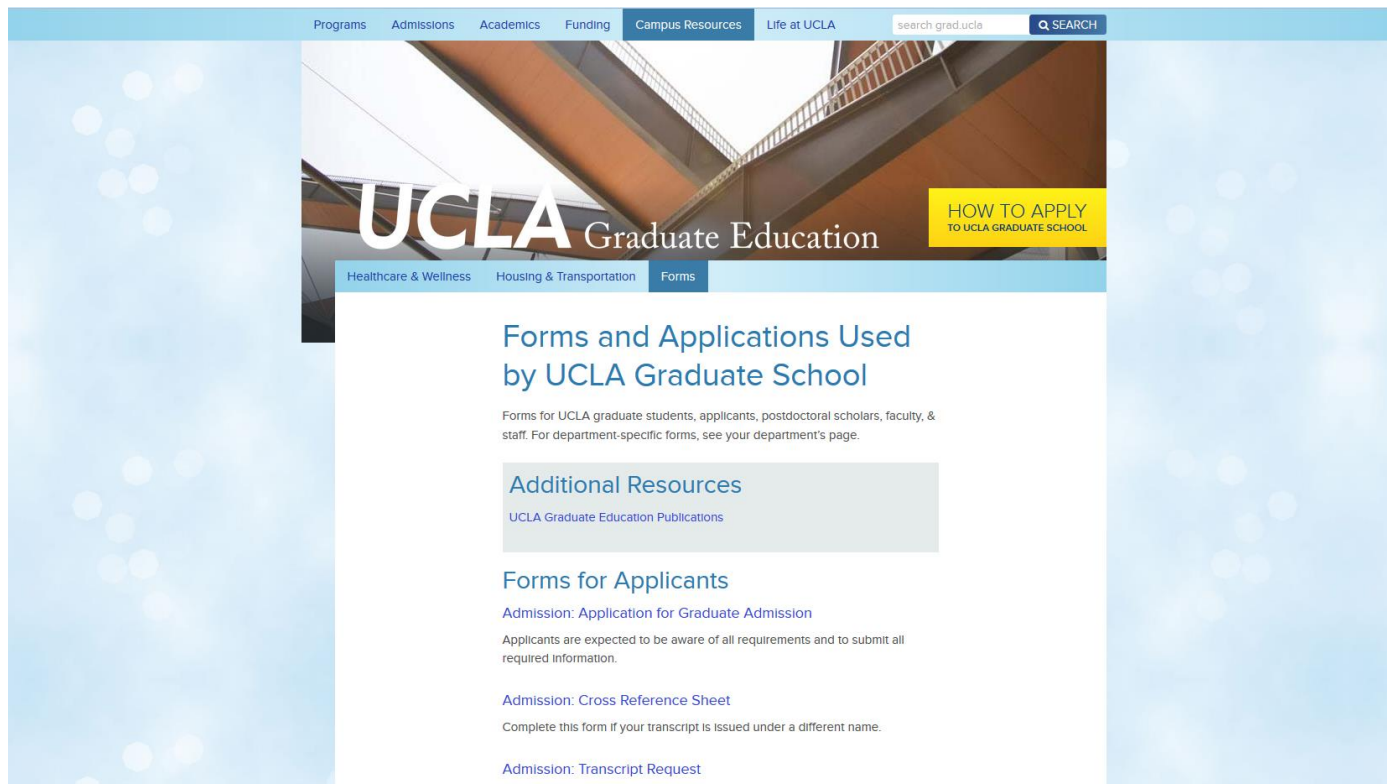 Programs Admissions Academics Funding Campus Resources Life at UCLA search grad.ucla SEARCH
UCLA Graduate Education
HOW TO APPLY
TO UCLA GRADUATE SCHOOL
Healthcare & Wellness Housing & Transportation Forms
Forms and Applications Used
by UCLA Graduate School
Forms for UCLA graduate students, applicants, postdoctoral scholars, faculty, &
staff. For department-specific forms, see your department's page.
Additional Resources
UCLA Graduate Education Publications
Forms for Applicants
Admission: Application for Graduate Admission
Applicants are expected to be aware of all requirements and to submit all
required information.
Admission: Cross Reference Sheet
Complete this form if your transcript is issued under a different name.
Admission: Transcript Request